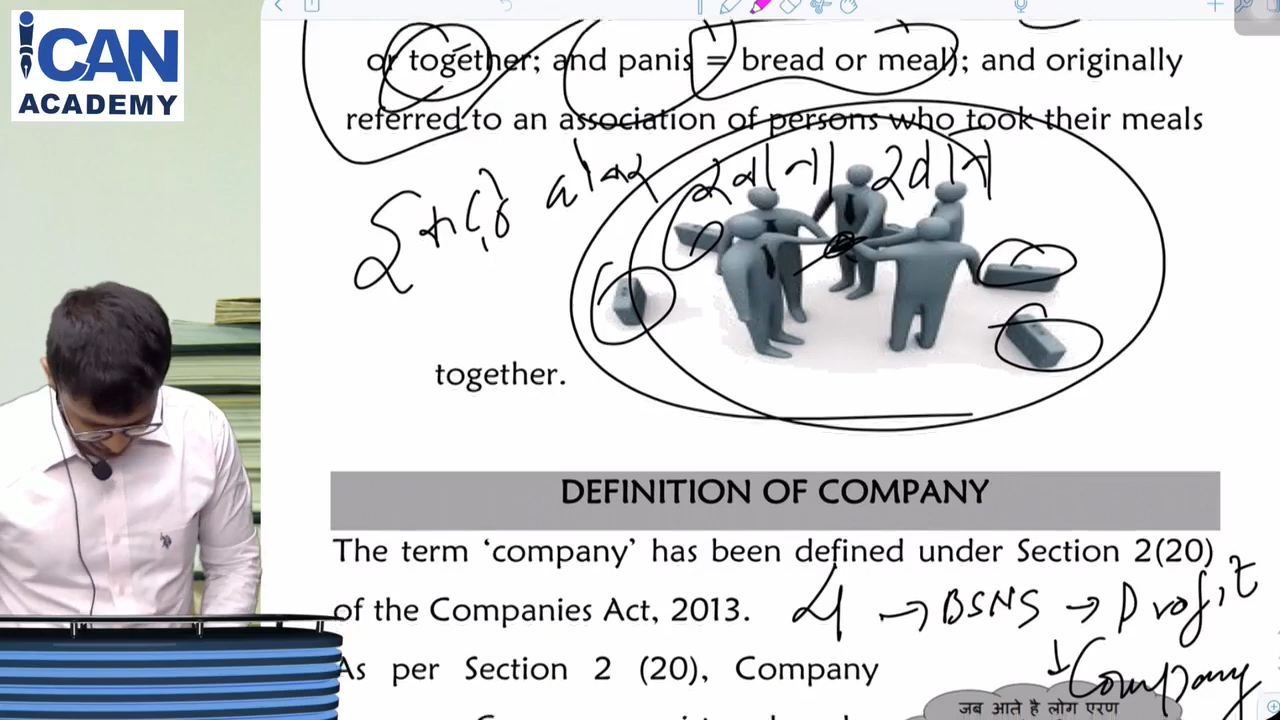 iCAN
ACADEMY
or together; and panis = bread or meal); and originally
referred to an association of persons who took their meals
together.
DEFINITION OF COMPANY
The term ‘company’ has been defined under Section 2(20)
of the Companies Act, 2013.
→ BSNS → Profit
As per Section 2 (20), Company
↓ Company
जब आते है लोग एरण